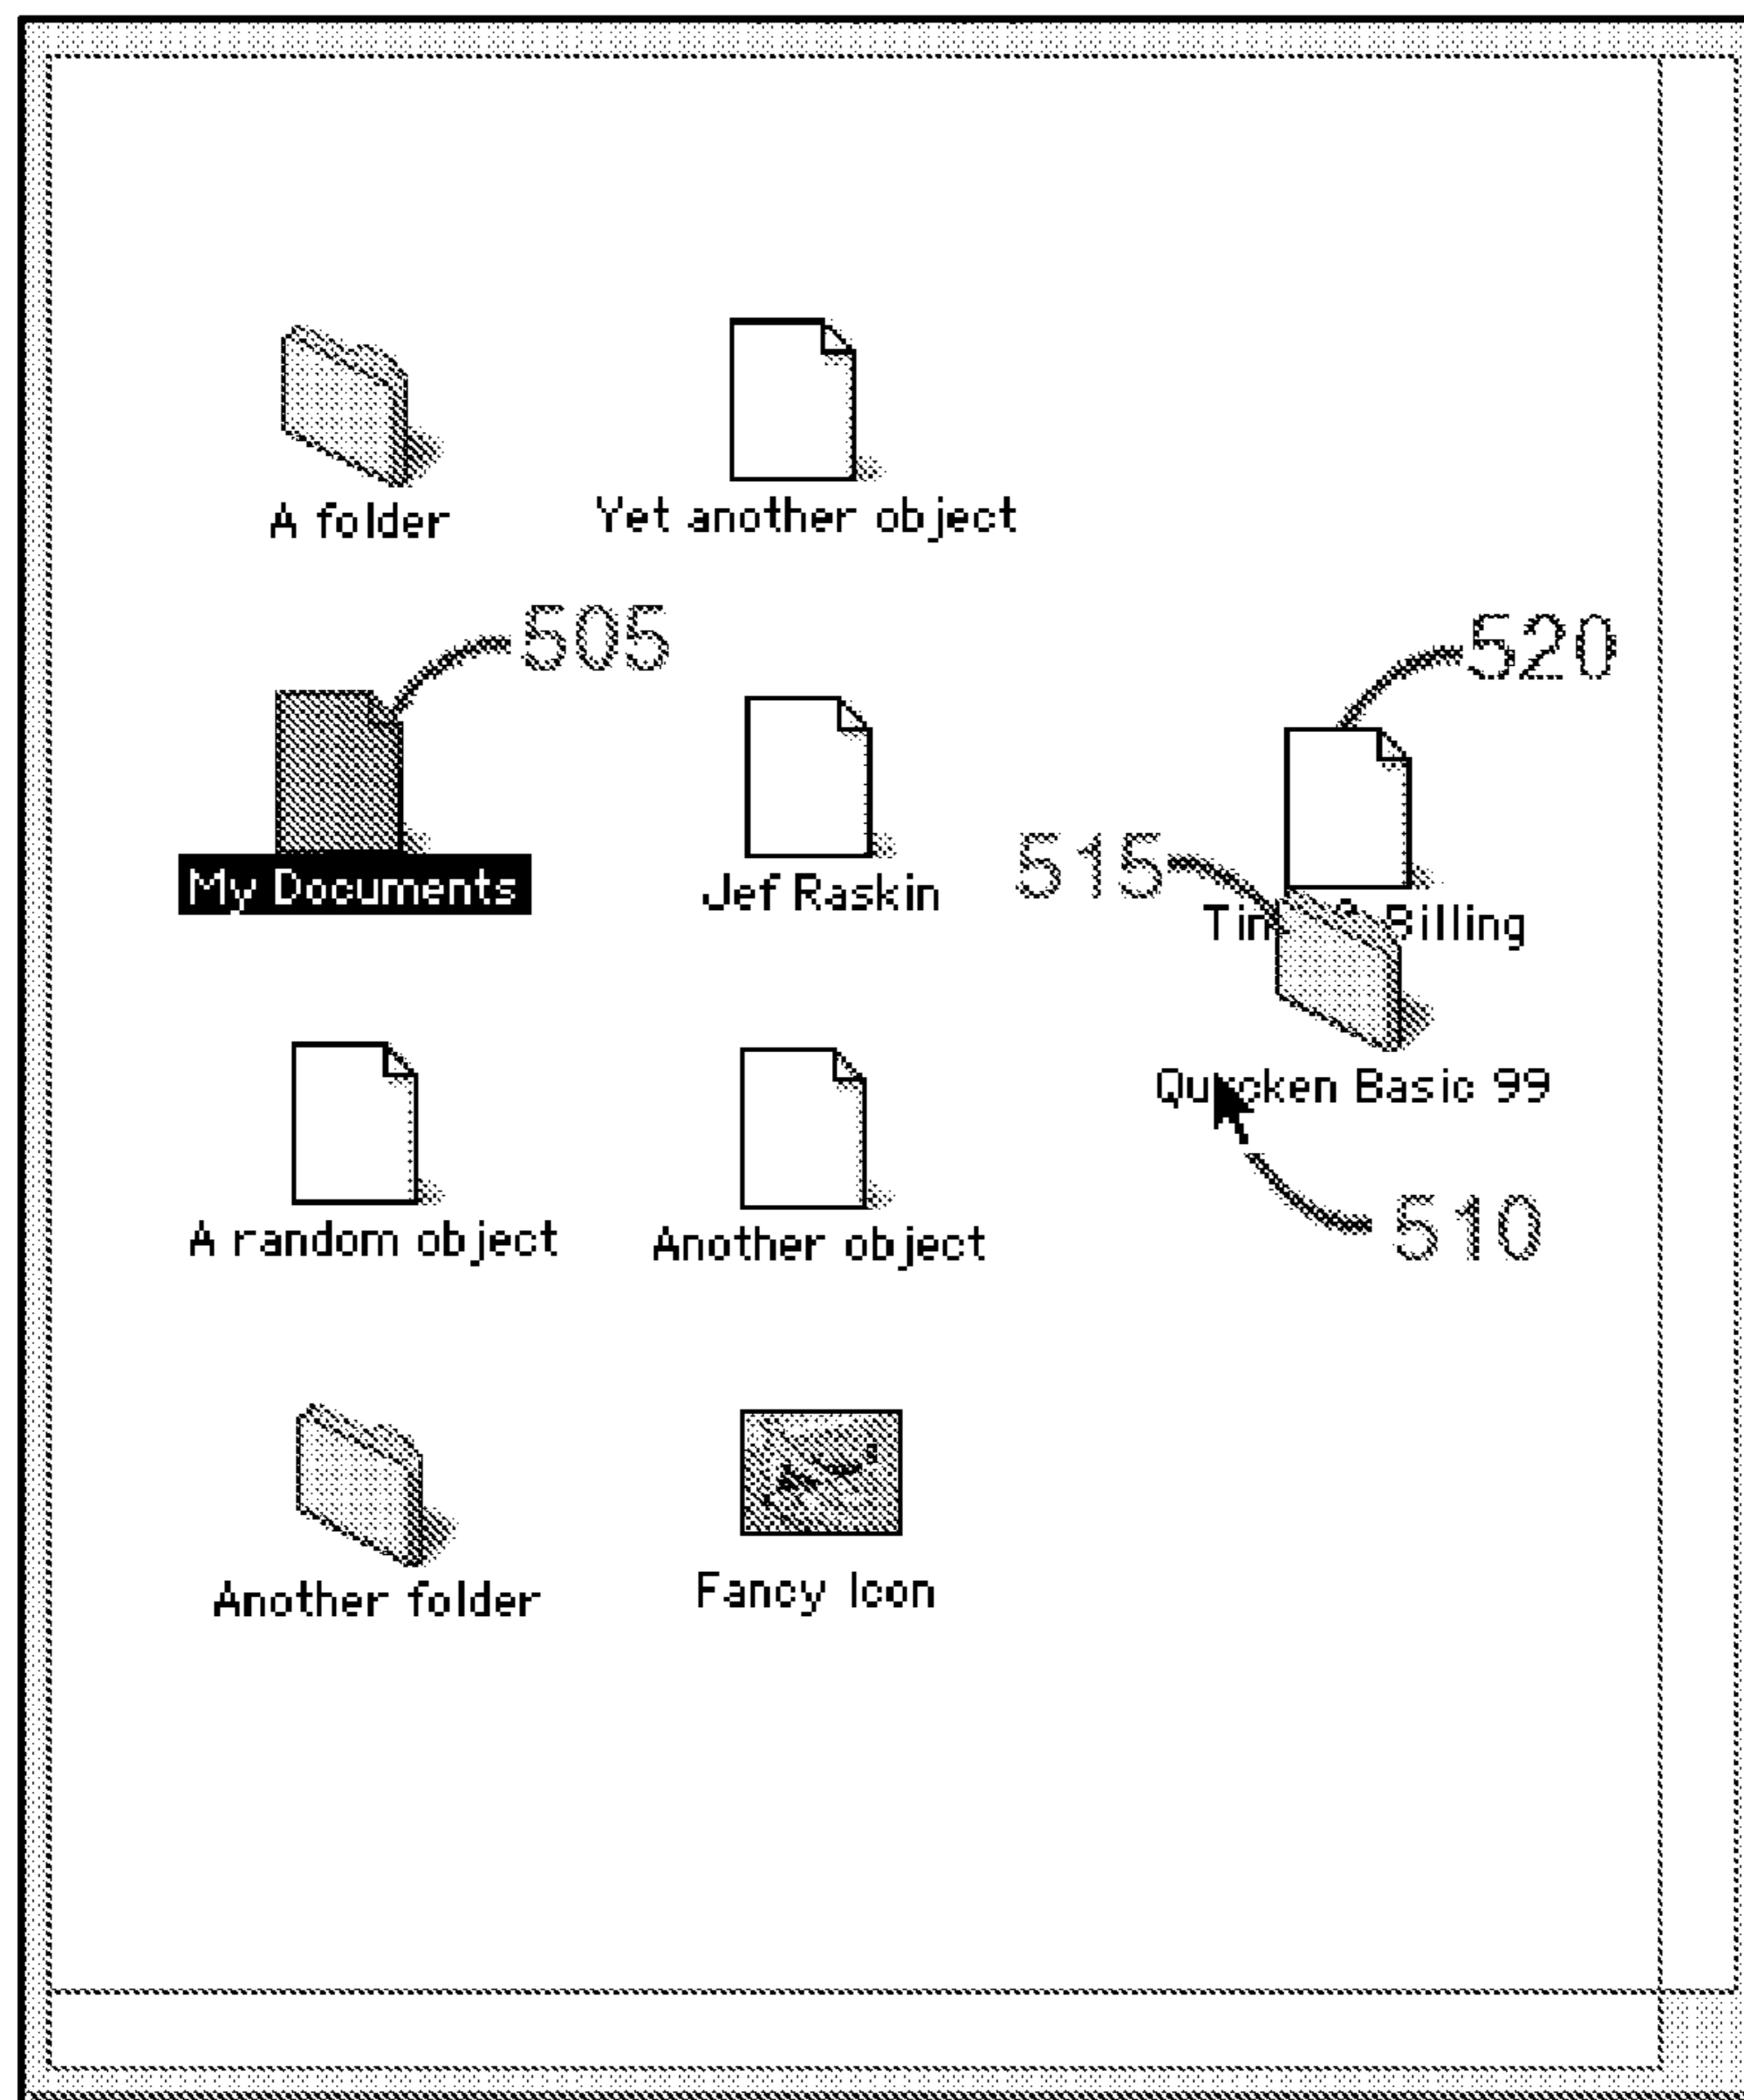 A folder
Yet another object
505
520
My Documents
Jef Raskin
515
Billing
A random object
Another object
Quicken Basic 99
510
Another folder
Fancy Icon